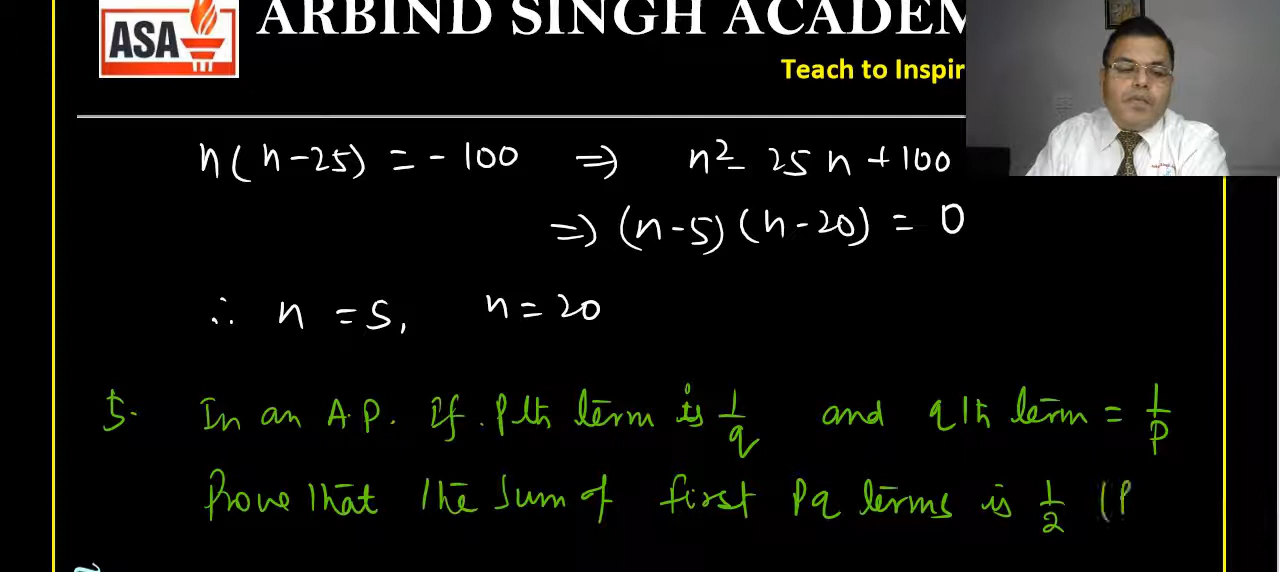 ASA
ARBIND SINGH ACADEM
Teach to Inspir
n(n-25) = -100 ⇒ n² - 25n + 100
⇒ (n-5)(n-20) = 0
∴ n = 5, n = 20
5. In an A.P. If pth term is 1/q and qth term = 1/p
Prove that the sum of first pq terms is 1/2 (P